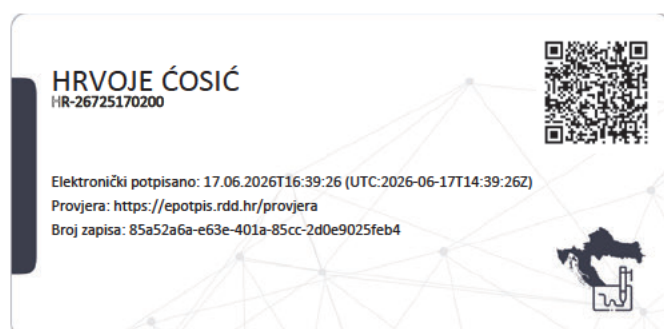 HRVOJE ĆOSIĆ
HR-26725170200
Elektronički potpisano: 17.06.2026T16:39:26 (UTC:2026-06-17T14:39:26Z)
Provjera: https://epotpis.rdd.hr/provjera
Broj zapisa: 85a52a6a-e63e-401a-85cc-2d0e9025feb4